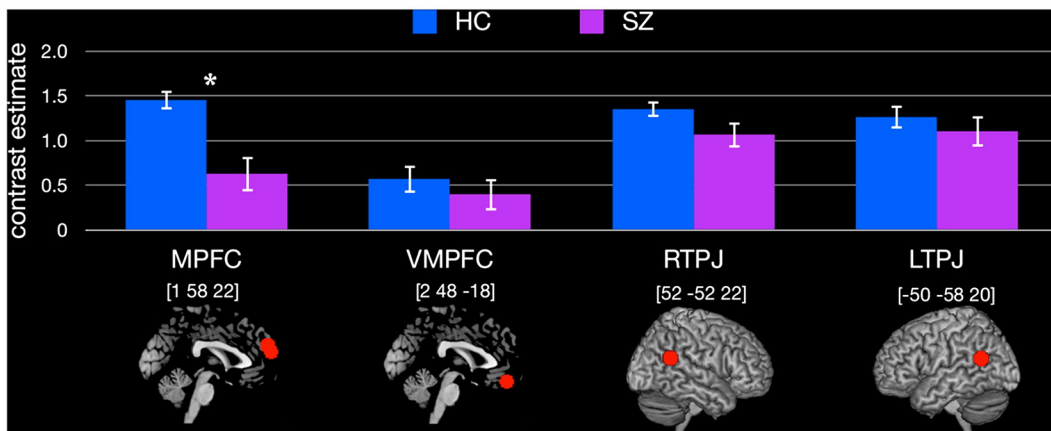 HC SZ
contrast estimate
2.0
1.5
1.0
0.5
0
*
MPFC VMPFC RTPJ LTPJ
[1 58 22] [2 48 -18] [52 -52 22] [-50 -58 20]